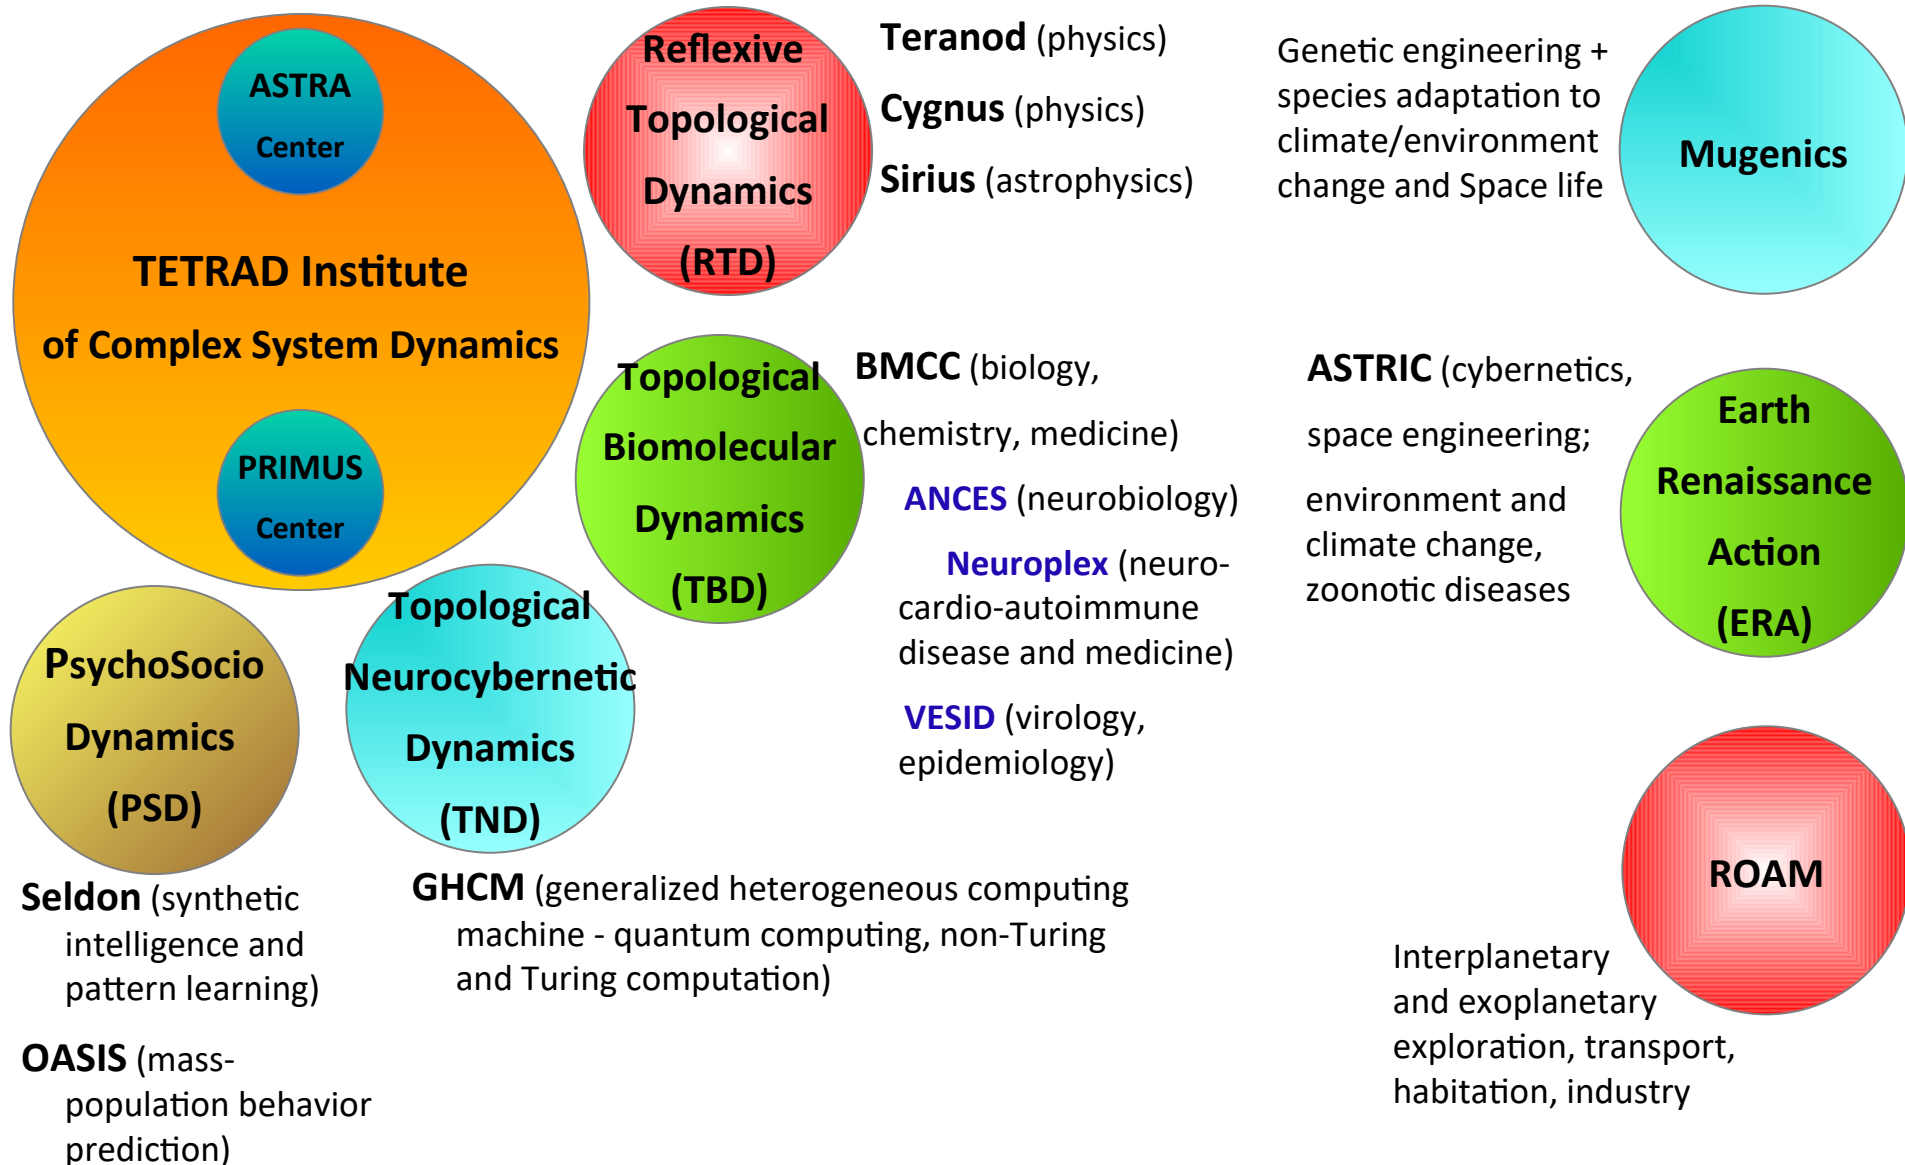 ASTRA
Center
TETRAD Institute
of Complex System Dynamics
PRIMUS
Center
Reflexive
Topological
Dynamics
(RTD)
Teranod (physics)
Cygnus (physics)
Sirius (astrophysics)
Genetic engineering +
species adaptation to
climate/environment
change and Space life
Mugenics
Topological
Biomolecular
Dynamics
(TBD)
BMCC (biology,
chemistry, medicine)
ANCES (neurobiology)
Neuroplex (neuro-
cardio-autoimmune
disease and medicine)
VESID (virology,
epidemiology)
ASTRIC (cybernetics,
space engineering;
environment and
climate change,
zoonotic diseases
Earth
Renaissance
Action
(ERA)
PsychoSocio
Dynamics
(PSD)
Topological
Neurocybernetic
Dynamics
(TND)
Seldon (synthetic
intelligence and
pattern learning)
OASIS (mass-
population behavior
prediction)
GHCM (generalized heterogeneous computing
machine - quantum computing, non-Turing
and Turing computation)
ROAM
Interplanetary
and exoplanetary
exploration, transport,
habitation, industry